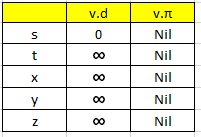 v.d v.π
s 0 Nil
t ∞ Nil
x ∞ Nil
y ∞ Nil
z ∞ Nil